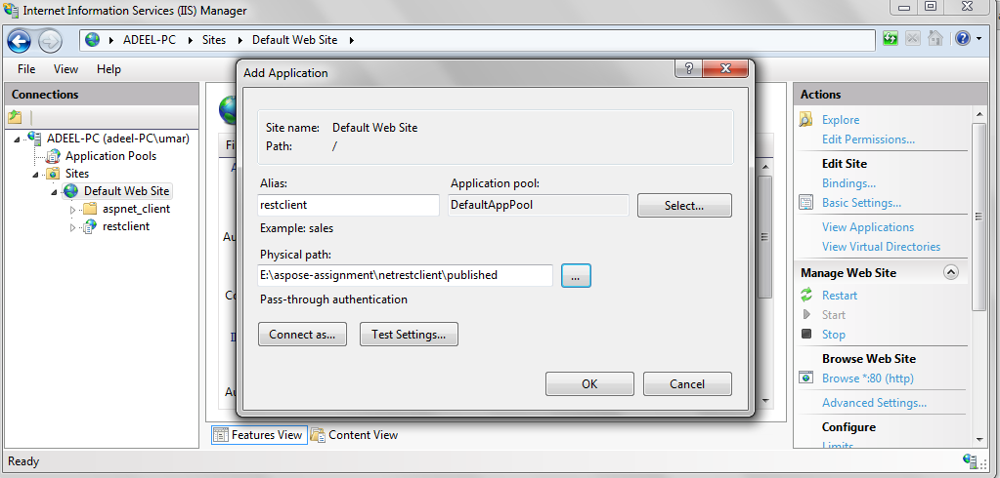 Internet Information Services (IIS) Manager
ADEEL-PC
Sites
Default Web Site
File
View
Help
Connections
ADEEL-PC (adeel-PC\umar)
Application Pools
Sites
Default Web Site
aspnet_client
restclient
Add Application
Site name: Default Web Site
Path: /
Alias:
Application pool:
restclient
DefaultAppPool
Select...
Example: sales
Physical path:
E:\aspose-assignment\netrestclient\published
...
Pass-through authentication
Connect as...
Test Settings...
OK
Cancel
Features View
Content View
Actions
Explore
Edit Permissions...
Edit Site
Bindings...
Basic Settings...
View Applications
View Virtual Directories
Manage Web Site
Restart
Start
Stop
Browse Web Site
Browse *:80 (http)
Advanced Settings...
Configure
Limits...
Ready